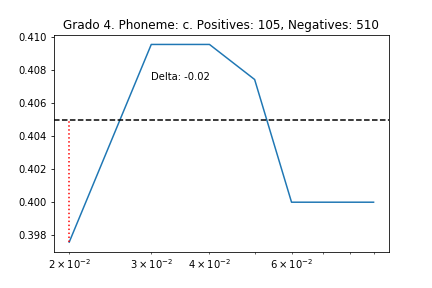 Grado 4. Phoneme: c. Positives: 105, Negatives: 510
0.410
0.408
Delta: -0.02
0.406
0.404
0.402
0.400
0.398
2 × 10⁻² 3 × 10⁻² 4 × 10⁻² 6 × 10⁻²